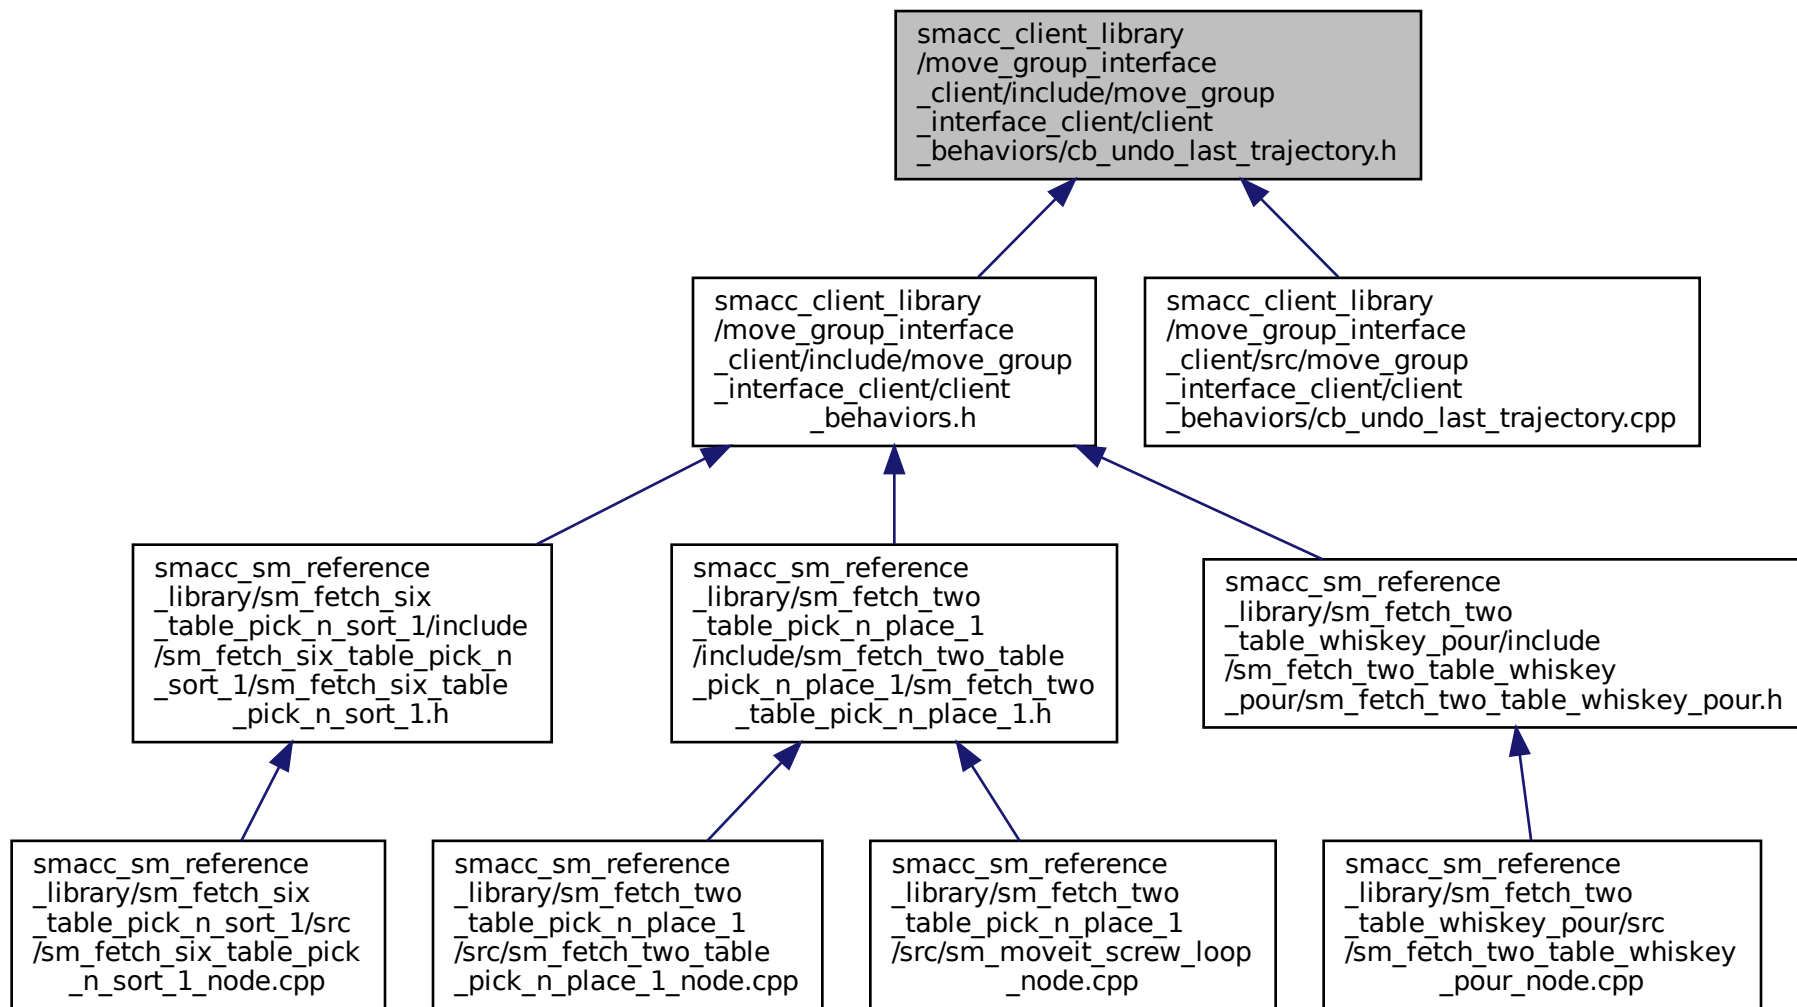 smacc_client_library
/move_group_interface
_client/include/move_group
_interface_client/client
_behaviors/cb_undo_last_trajectory.h
smacc_client_library
/move_group_interface
_client/include/move_group
_interface_client/client
_behaviors.h
smacc_client_library
/move_group_interface
_client/src/move_group
_interface_client/client
_behaviors/cb_undo_last_trajectory.cpp
smacc_sm_reference
_library/sm_fetch_six
_table_pick_n_sort_1/include
/sm_fetch_six_table_pick_n
_sort_1/sm_fetch_six_table
_pick_n_sort_1.h
smacc_sm_reference
_library/sm_fetch_two
_table_pick_n_place_1
/include/sm_fetch_two_table
_pick_n_place_1/sm_fetch_two
_table_pick_n_place_1.h
smacc_sm_reference
_library/sm_fetch_two
_table_whiskey_pour/include
/sm_fetch_two_table_whiskey
_pour/sm_fetch_two_table_whiskey_pour.h
smacc_sm_reference
_library/sm_fetch_six
_table_pick_n_sort_1/src
/sm_fetch_six_table_pick
_n_sort_1_node.cpp
smacc_sm_reference
_library/sm_fetch_two
_table_pick_n_place_1
/src/sm_fetch_two_table
_pick_n_place_1_node.cpp
smacc_sm_reference
_library/sm_fetch_two
_table_pick_n_place_1
/src/sm_moveit_screw_loop
_node.cpp
smacc_sm_reference
_library/sm_fetch_two
_table_whiskey_pour/src
/sm_fetch_two_table_whiskey
_pour_node.cpp